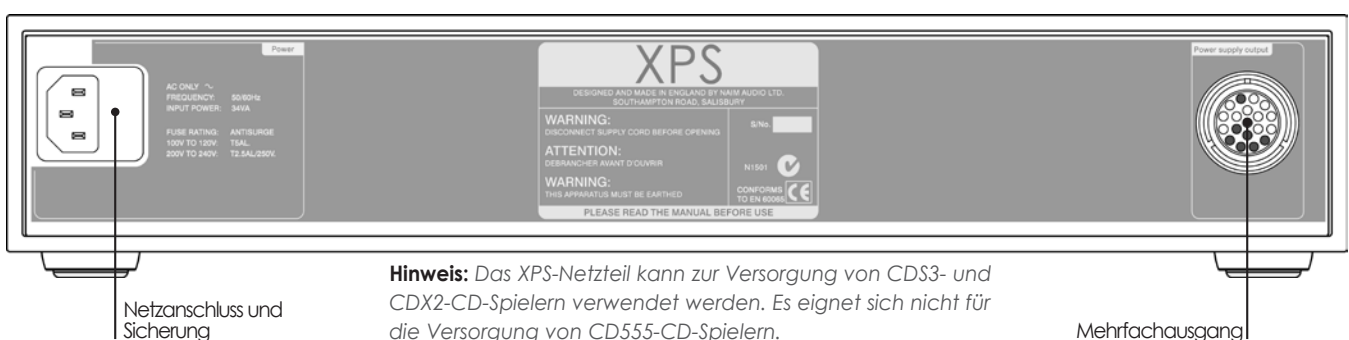 Power
AC ONLY ~
FREQUENCY: 50/60Hz
INPUT POWER: 34VA
FUSE RATING: ANTISURGE
100V TO 120V: T5AL.
200V TO 240V: T2.5AL/250V.
XPS
DESIGNED AND MADE IN ENGLAND BY NAIM AUDIO LTD.
SOUTHAMPTON ROAD, SALISBURY
WARNING:
DISCONNECT SUPPLY CORD BEFORE OPENING
ATTENTION:
DEBRANCHER AVANT D'OUVRIR
WARNING:
THIS APPARATUS MUST BE EARTHED
S/No.
N1501
CONFORMS
TO EN 60065
CE
PLEASE READ THE MANUAL BEFORE USE
Power supply output
Netzanschluss und
Sicherung
Hinweis: Das XPS-Netzteil kann zur Versorgung von CDS3- und
CDX2-CD-Spielern verwendet werden. Es eignet sich nicht für
die Versorgung von CD555-CD-Spielern.
Mehrfachausgang